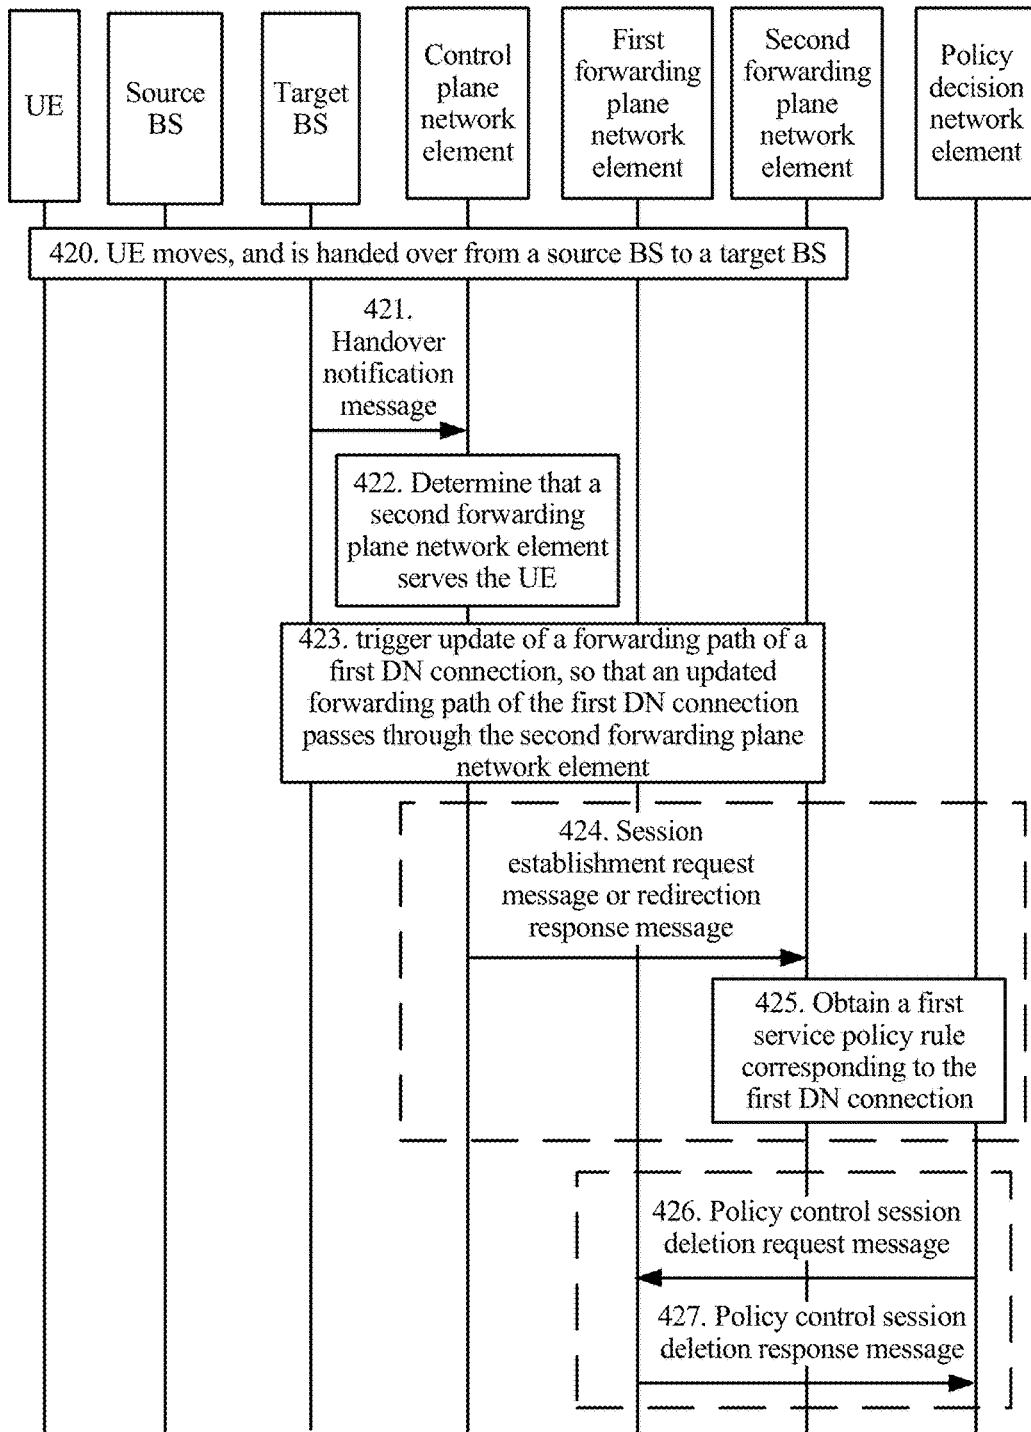 UE
Source
BS
Target
BS
Control
plane
network
element
First
forwarding
plane
network
element
Second
forwarding
plane
network
element
Policy
decision
network
element
420. UE moves, and is handed over from a source BS to a target BS
421.
Handover
notification
message
422. Determine that a
second forwarding
plane network element
serves the UE
423. trigger update of a forwarding path of a
first DN connection, so that an updated
forwarding path of the first DN connection
passes through the second forwarding plane
network element
424. Session
establishment request
message or redirection
response message
425. Obtain a first
service policy rule
corresponding to the
first DN connection
426. Policy control session
deletion request message
427. Policy control session
deletion response message